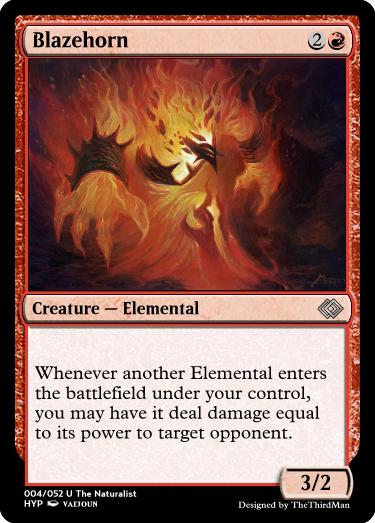 Blazehorn 2
Creature — Elemental
Whenever another Elemental enters
the battlefield under your control,
you may have it deal damage equal
to its power to target opponent.
3/2
004/052 U The Naturalist
HYP VAEJOUN
Designed by TheThirdMan